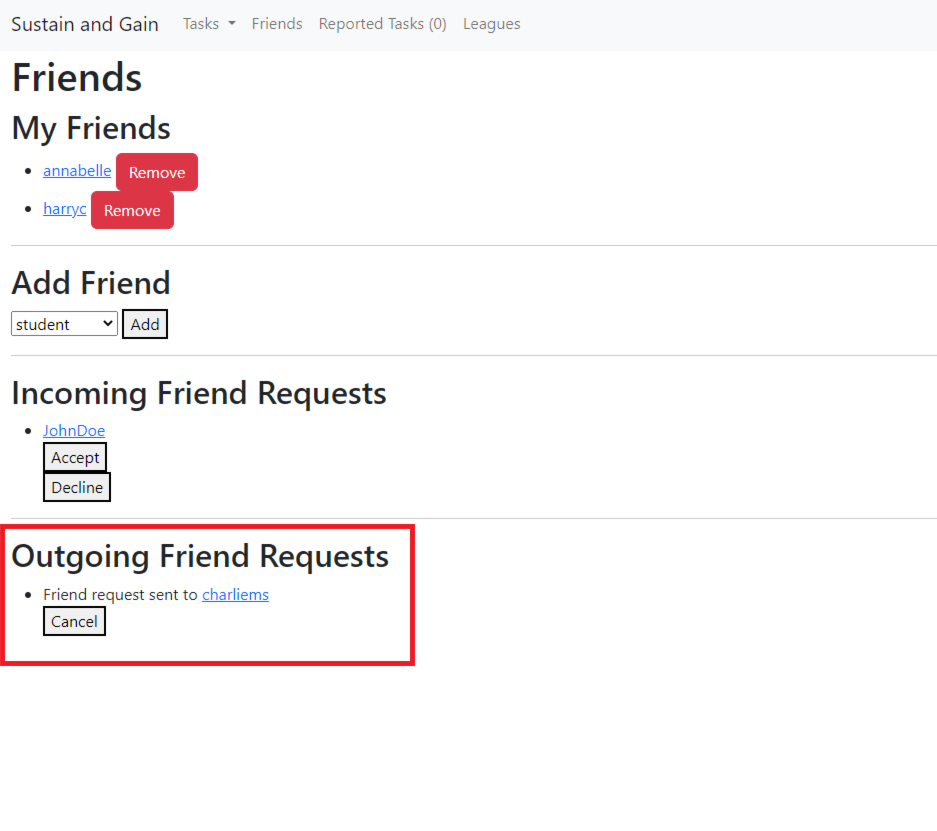 Sustain and Gain Tasks Friends Reported Tasks (0) Leagues
Friends
My Friends
annabelle Remove
harryc Remove
Add Friend
student Add
Incoming Friend Requests
JohnDoe
Accept
Decline
Outgoing Friend Requests
Friend request sent to charliems
Cancel